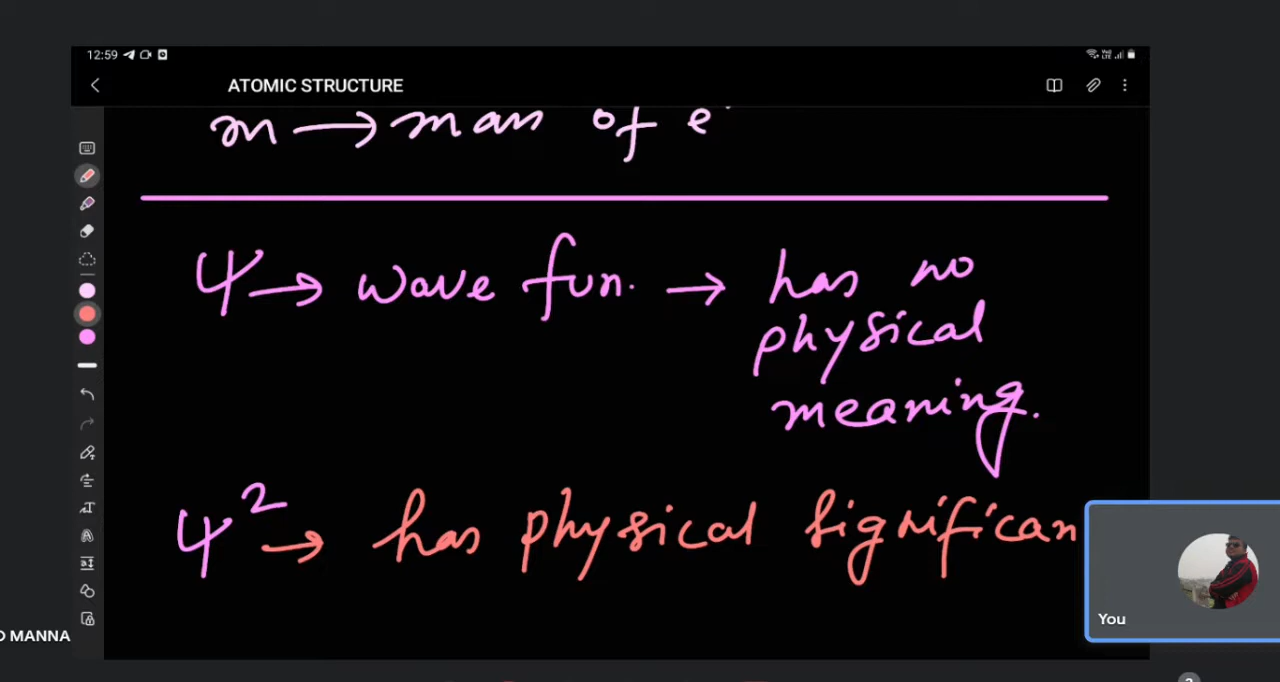 12:59
ATOMIC STRUCTURE
m → mass of e-
ψ → wave fun. → has no
physical
meaning.
ψ² → has physical significan
You
O MANNA